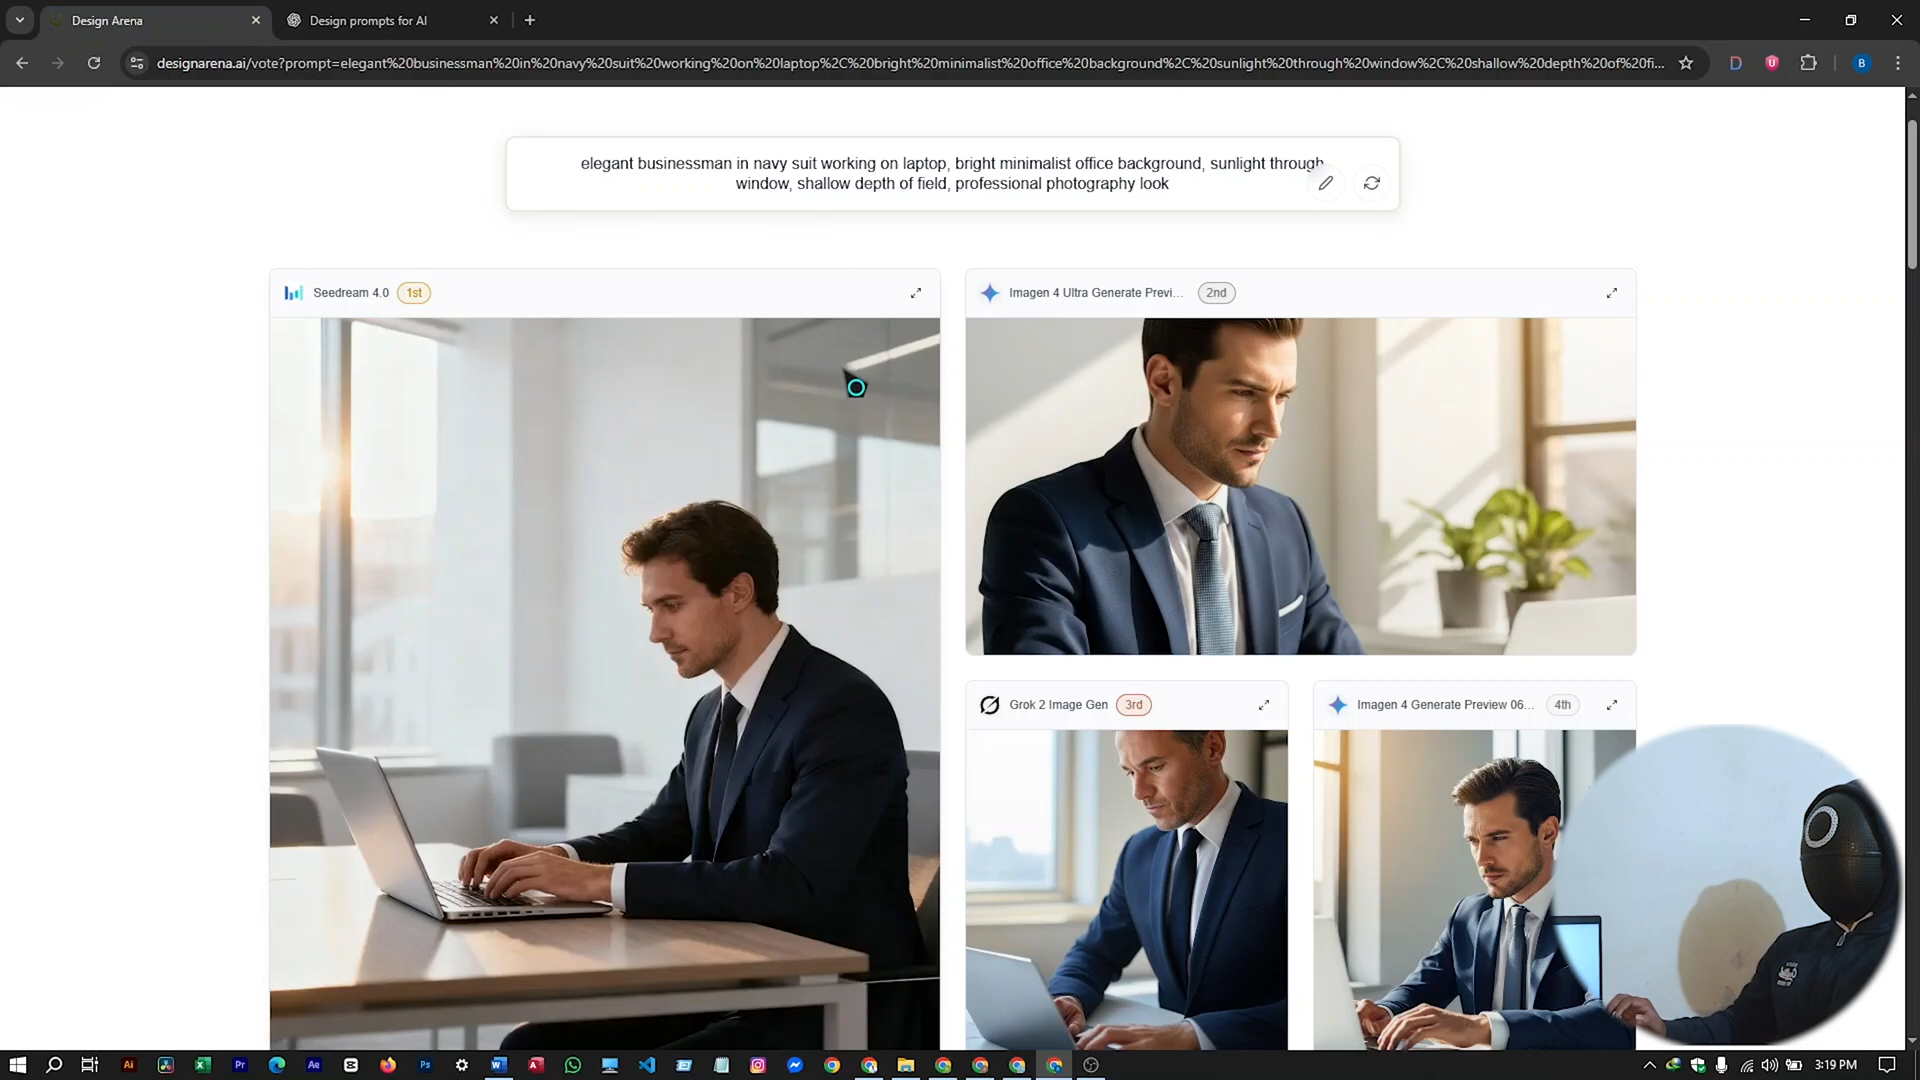 Design Arena
Design prompts for AI
designarena.ai/vote?prompt=elegant%20businessman%20in%20navy%20suit%20working%20on%20laptop%2C%20bright%20minimalist%20office%20background%2C%20sunlight%20through%20window%2C%20shallow%20depth%20of%20fi...
D
U
B
elegant businessman in navy suit working on laptop, bright minimalist office background, sunlight through
window, shallow depth of field, professional photography look
Seedream 4.0 1st
Imagen 4 Ultra Generate Previ... 2nd
Grok 2 Image Gen 3rd
Imagen 4 Generate Preview 06... 4th
Ai
Pr
Ae
Ps
3:19 PM